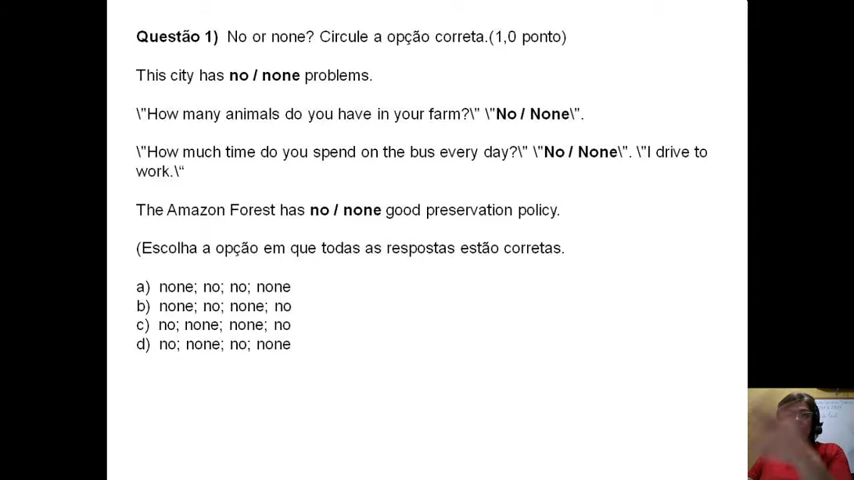 Questão 1) No or none? Circule a opção correta.(1,0 ponto)
This city has no / none problems.
\"How many animals do you have in your farm?\" \"No / None\".
\"How much time do you spend on the bus every day?\" \"No / None\". \"I drive to
work.\“
The Amazon Forest has no / none good preservation policy.
(Escolha a opção em que todas as respostas estão corretas.
a) none; no; no; none
b) none; no; none; no
c) no; none; none; no
d) no; none; no; none